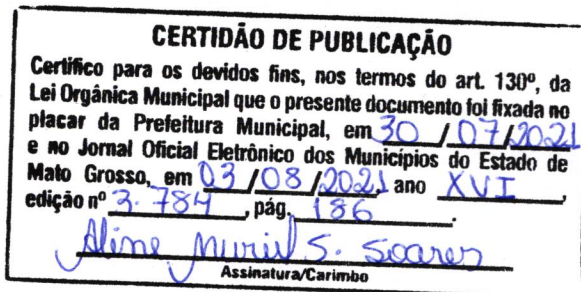 CERTIDÃO DE PUBLICAÇÃO
Certifico para os devidos fins, nos termos do art. 130º, da
Lei Orgânica Municipal que o presente documento foi fixada no
placar da Prefeitura Municipal, em 30 / 07 / 2021
e no Jornal Oficial Eletrônico dos Municípios do Estado de
Mato Grosso, em 03 / 08 / 2021 ano XVI,
edição nº 3.784, pág. 186.
Aline Muriel S. Soares
Assinatura/Carimbo